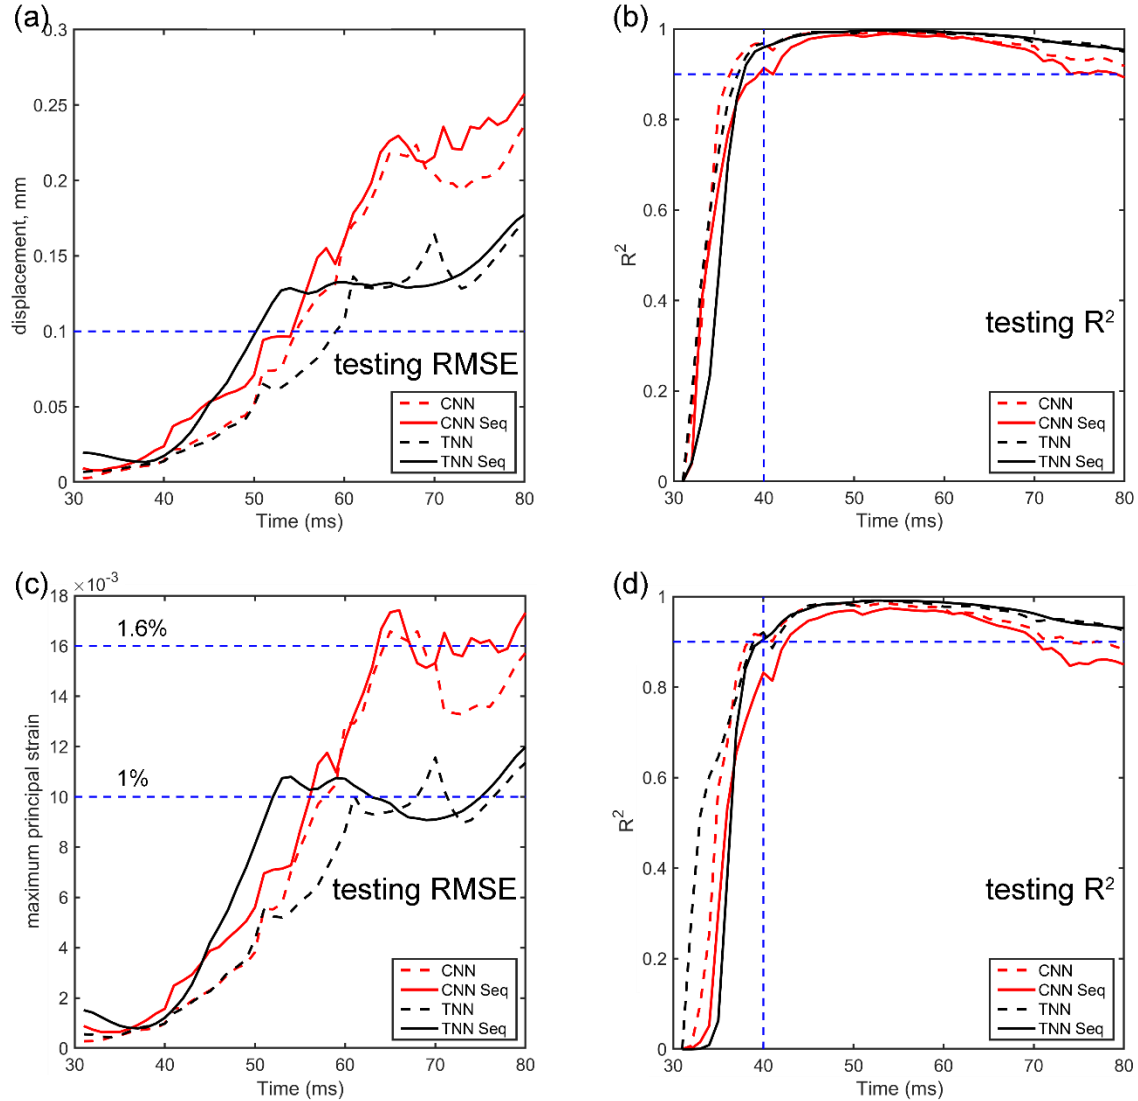 (a)
0.3
0.25
0.2
0.15
0.1
0.05
0
displacement, mm
testing RMSE
CNN
CNN Seq
TNN
TNN Seq
30 40 50 60 70 80
Time (ms)
(b)
1
0.8
0.6
0.4
0.2
0
R²
testing R²
CNN
CNN Seq
TNN
TNN Seq
30 40 50 60 70 80
Time (ms)
(c)
×10⁻³
18
16
14
12
10
8
6
4
2
0
maximum principal strain
1.6%
1%
testing RMSE
CNN
CNN Seq
TNN
TNN Seq
30 40 50 60 70 80
Time (ms)
(d)
1
0.8
0.6
0.4
0.2
0
R²
testing R²
CNN
CNN Seq
TNN
TNN Seq
30 40 50 60 70 80
Time (ms)